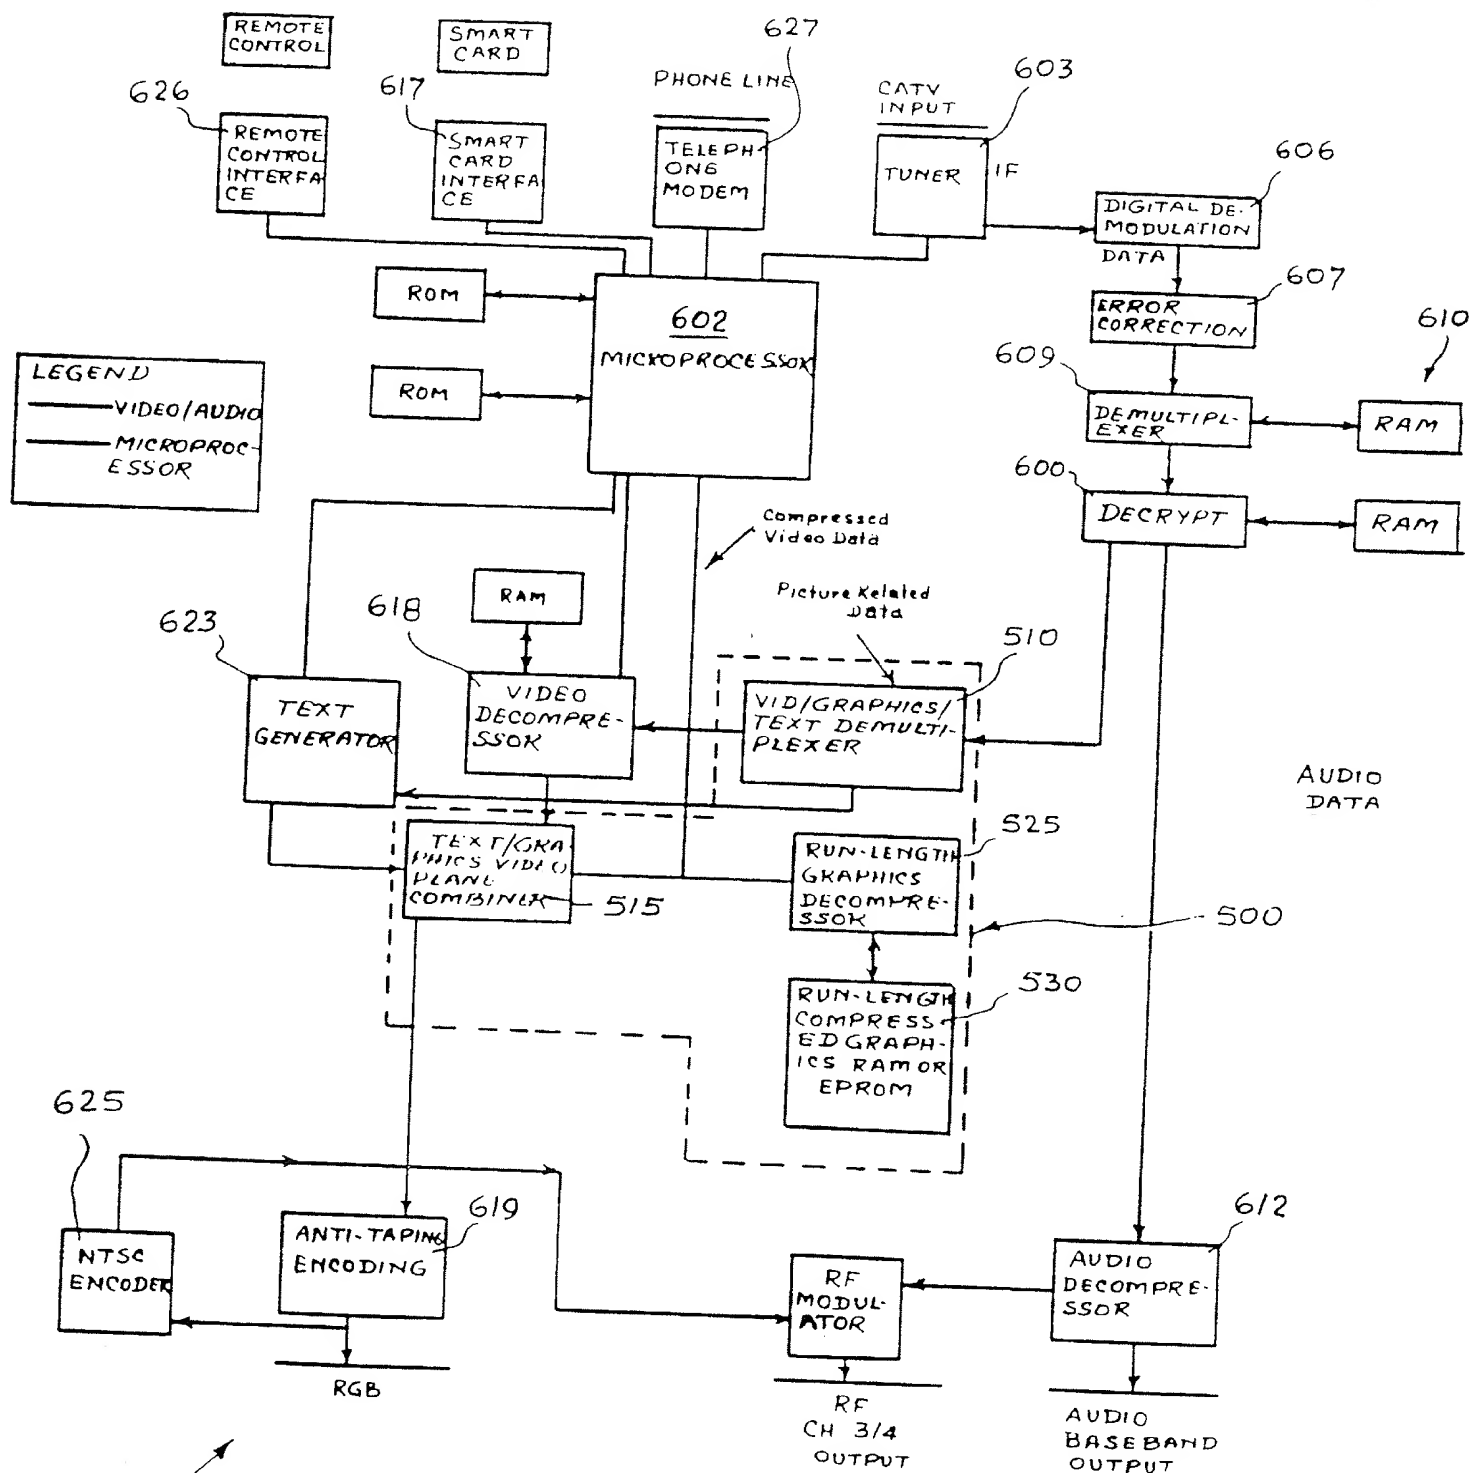 REMOTE
CONTROL
SMART
CARD
627
626
617
PHONE LINE
CATV
INPUT
603
REMOTE
CONTROL
INTERFA
CE
SMART
CARD
INTERFA
CE
TELEPH
ONE
MODEM
TUNER
IF
606
DIGITAL DE-
MODULATION
DATA
607
ERROR
CORRECTION
610
ROM
602
MICROPROCESSOR
609
ROM
DEMULTIPL-
EXER
RAM
LEGEND
VIDEO/AUDIO
MICROPROC-
ESSOR
600
DECRYPT
RAM
Compressed
Video Data
RAM
Picture Related
Data
618
623
510
TEXT
GENERATOR
VIDEO
DECOMPRE-
SSOR
VID/GRAPHICS/
TEXT DEMULTI-
PLEXER
AUDIO
DATA
525
TEXT/GRA
PHICS VIDEO
PLANE
COMBINER
515
RUN-LENGTH
GRAPHICS
DECOMPRE-
SSOR
500
530
RUN-LENGTH
COMPRESS
ED GRAPH-
ICS RAM OR
EPROM
625
619
612
NTSC
ENCODER
ANTI-TAPING
ENCODING
RF
MODUL-
ATOR
AUDIO
DECOMPRE-
SSOR
RGB
RF
CH 3/4
OUTPUT
AUDIO
BASEBAND
OUTPUT